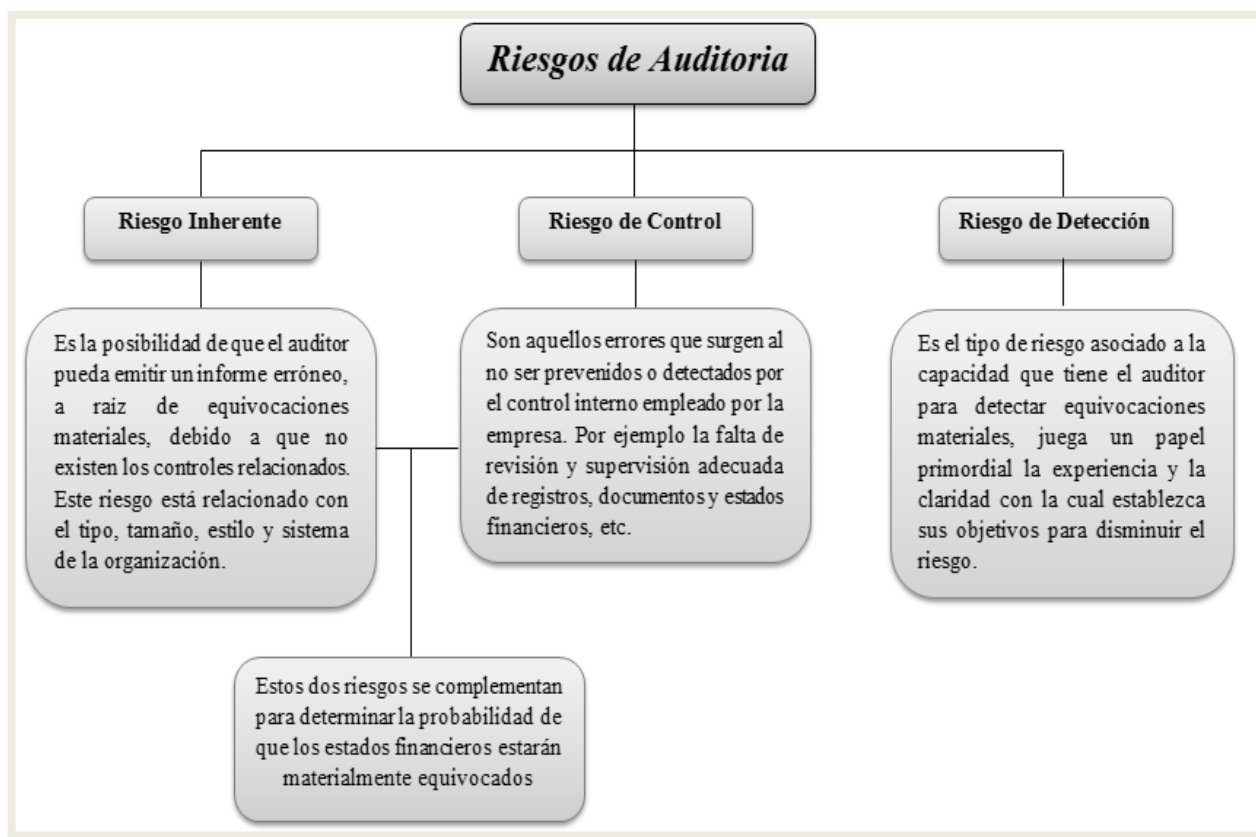 Riesgos de Auditoria
Riesgo Inherente
Riesgo de Control
Riesgo de Detección
Es la posibilidad de que el auditor
pueda emitir un informe erróneo,
a raíz de equivocaciones
materiales, debido a que no
existen los controles relacionados.
Este riesgo está relacionado con
el tipo, tamaño, estilo y sistema
de la organización.
Son aquellos errores que surgen al
no ser prevenidos o detectados por
el control interno empleado por la
empresa. Por ejemplo la falta de
revisión y supervisión adecuada
de registros, documentos y estados
financieros, etc.
Es el tipo de riesgo asociado a la
capacidad que tiene el auditor
para detectar equivocaciones
materiales, juega un papel
primordial la experiencia y la
claridad con la cual establezca
sus objetivos para disminuir el
riesgo.
Estos dos riesgos se complementan
para determinar la probabilidad de
que los estados financieros estarán
materialmente equivocados